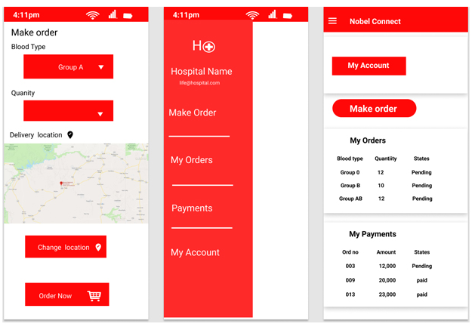 4:11pm
Make order
Blood Type
Group A
Quanity
Delivery location
Change location
Order Now
4:11pm
H
Hospital Name
life@hospital.com
Make Order
My Orders
Payments
My Account
Nobel Connect
My Account
Make order
My Orders
Blood type Quantiity States
Group O 12 Pending
Group B 10 Pending
Group AB 12 Pending
My Payments
Ord no Amount States
003 12,000 Pending
009 20,000 paid
013 23,000 paid